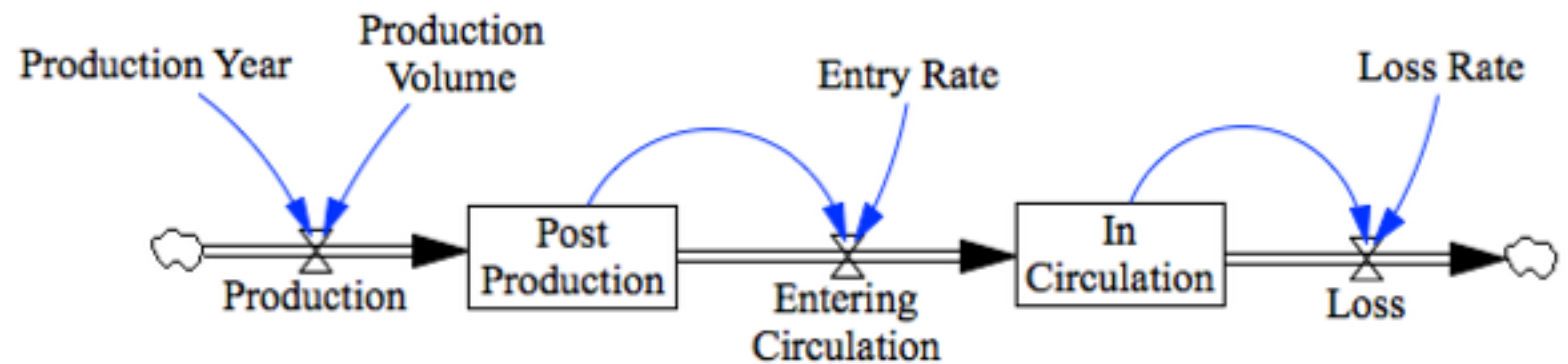 Production Year
Production
Volume
Entry Rate
Loss Rate
Production
Post
Production
Entering
Circulation
In
Circulation
Loss